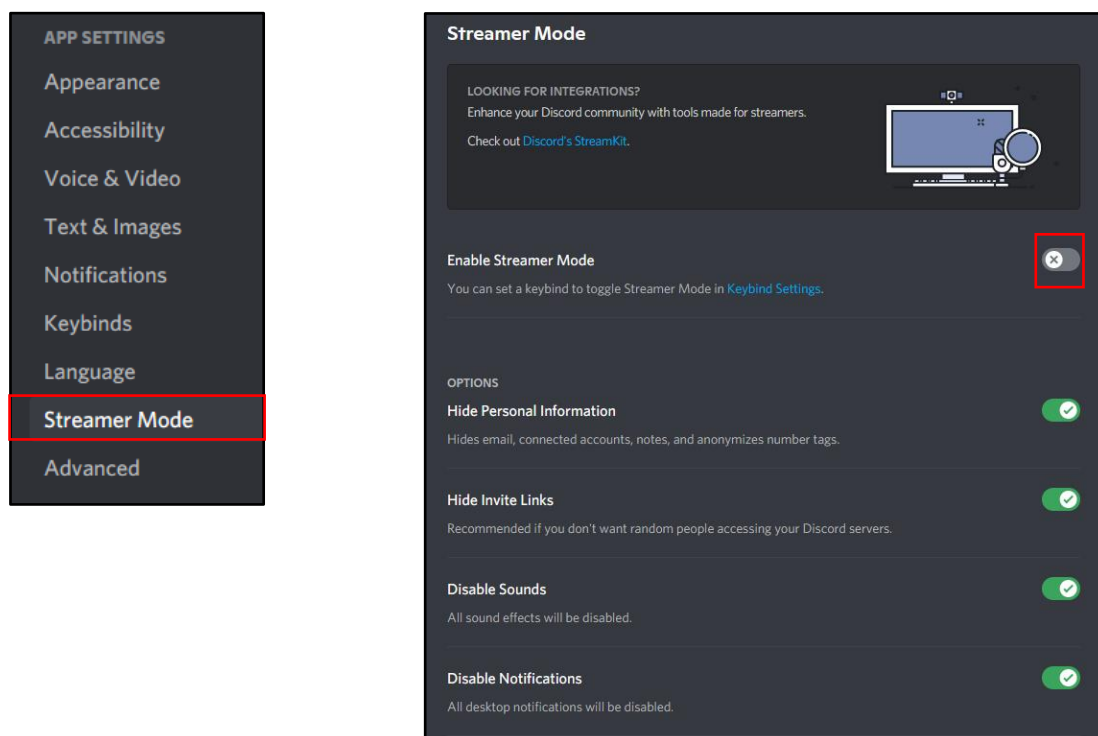 APP SETTINGS
Appearance
Accessibility
Voice & Video
Text & Images
Notifications
Keybinds
Language
Streamer Mode
Advanced
Streamer Mode
LOOKING FOR INTEGRATIONS?
Enhance your Discord community with tools made for streamers.
Check out Discord's StreamKit.
Enable Streamer Mode
You can set a keybind to toggle Streamer Mode in Keybind Settings.
OPTIONS
Hide Personal Information
Hides email, connected accounts, notes, and anonymizes number tags.
Hide Invite Links
Recommended if you don't want random people accessing your Discord servers.
Disable Sounds
All sound effects will be disabled.
Disable Notifications
All desktop notifications will be disabled.